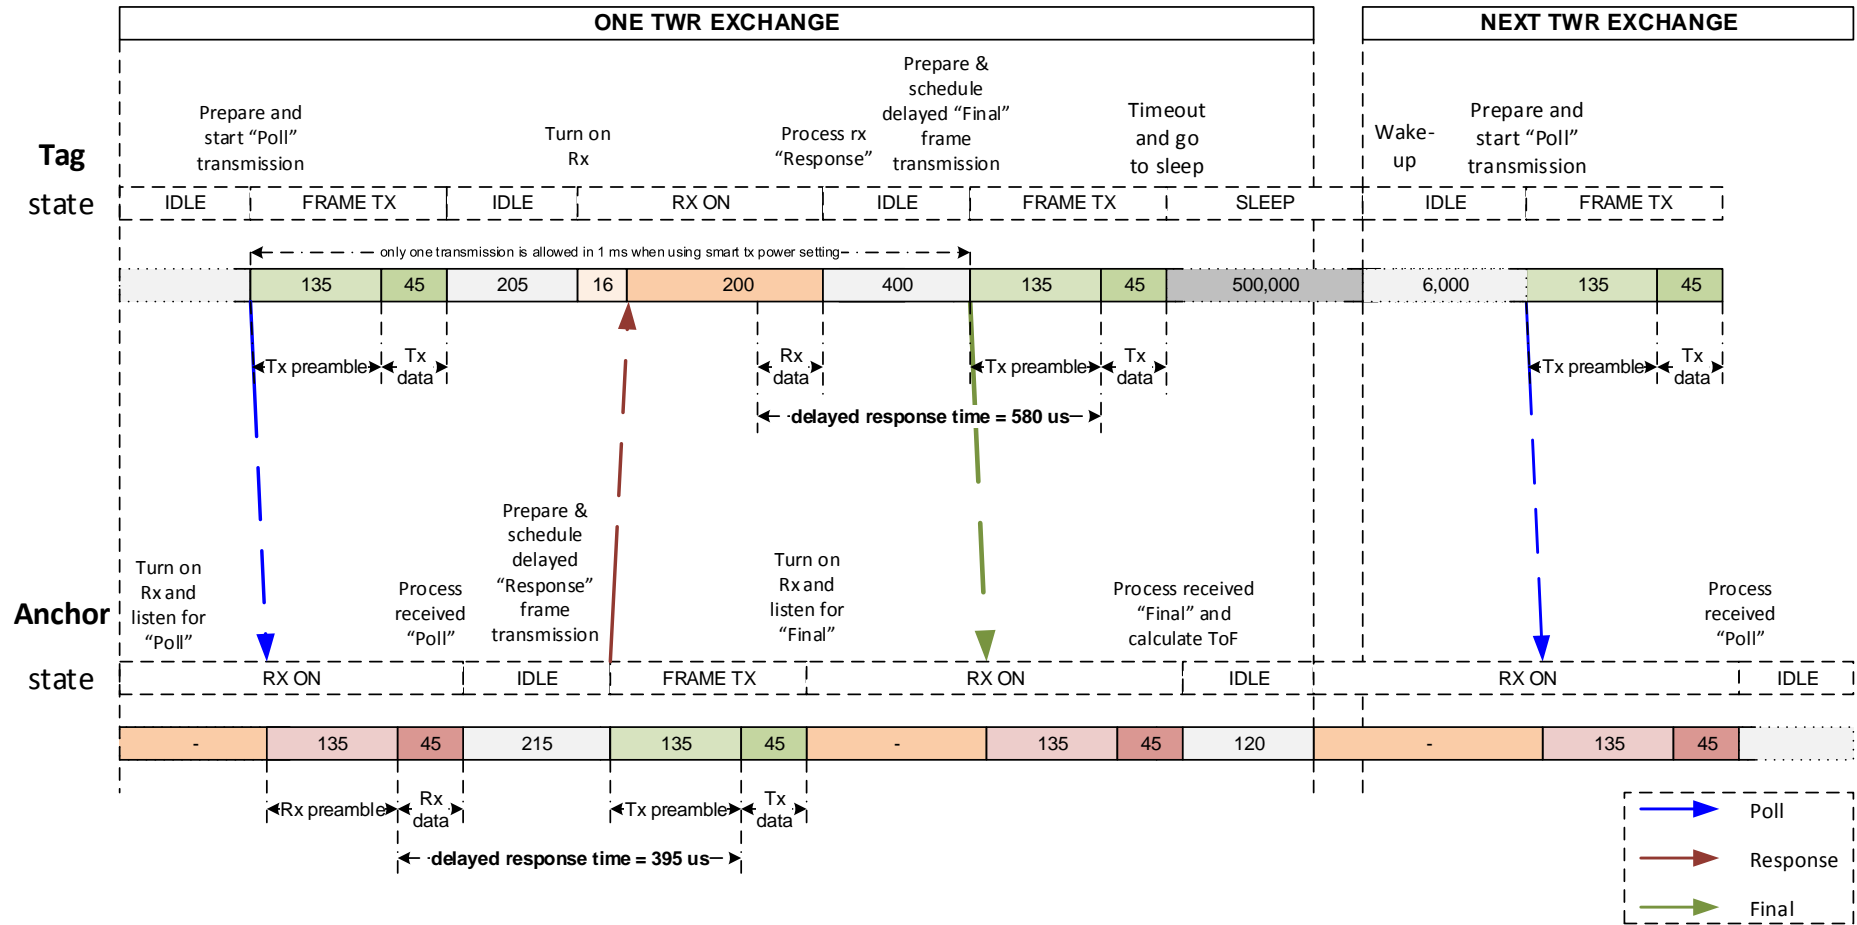 ONE TWR EXCHANGE
NEXT TWR EXCHANGE
Prepare and
start “Poll”
transmission
Turn on
Rx
Process rx
“Response”
Prepare &
schedule
delayed “Final”
frame
transmission
Timeout
and go
to sleep
Wake-
up
Prepare and
start “Poll”
transmission
Tag
state
IDLE
FRAME TX
IDLE
RX ON
IDLE
FRAME TX
SLEEP
IDLE
FRAME TX
only one transmission is allowed in 1 ms when using smart tx power setting
135
45
205
16
200
400
135
45
500,000
6,000
135
45
Tx preamble
Tx
data
Rx
data
Tx preamble
Tx
data
Tx preamble
Tx
data
delayed response time = 580 us
Turn on
Rx and
listen for
“Poll”
Process
received
“Poll”
Prepare &
schedule
delayed
“Response”
frame
transmission
Turn on
Rx and
listen for
“Final”
Process received
“Final” and
calculate ToF
Process
received
“Poll”
Anchor
state
RX ON
IDLE
FRAME TX
RX ON
IDLE
RX ON
IDLE
-
135
45
215
135
45
-
135
45
120
-
135
45
Rx preamble
Rx
data
Tx preamble
Tx
data
delayed response time = 395 us
Poll
Response
Final